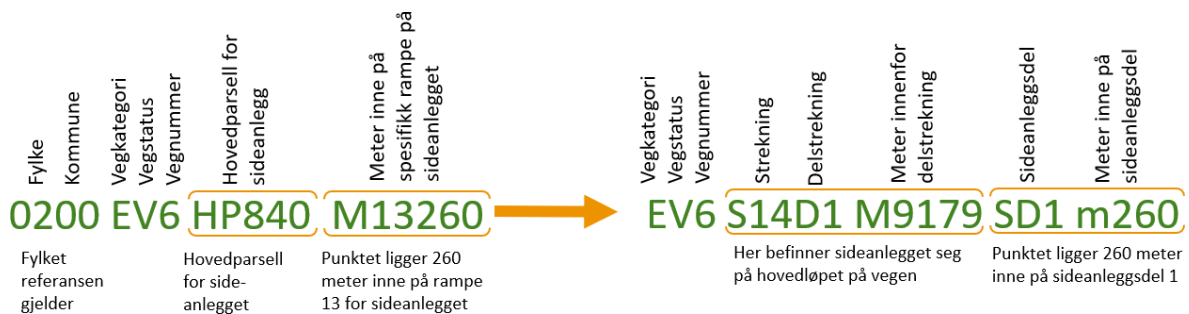 Fylke
Kommune
Vegkategori
Vegstatus
Vegnummer
Hovedparsell for
sideanlegg
Meter inne på
spesifikk rampe på
sideanlegget
Vegkategori
Vegstatus
Vegnummer
Strekning
Delstrekning
Meter innenfor
delstrekning
Sideanleggsdel
Meter inne på
sideanleggsdel
0200 EV6 HP840 M13260
EV6 S14D1 M9179 SD1 m260
Fylket
referansen
gjelder
Hovedparsell
for side-
anlegget
Punktet ligger 260
meter inne på rampe
13 for sideanlegget
Her befinner sideanlegget seg
på hovedløpet på vegen
Punktet ligger 260 meter
inne på sideanleggsdel 1